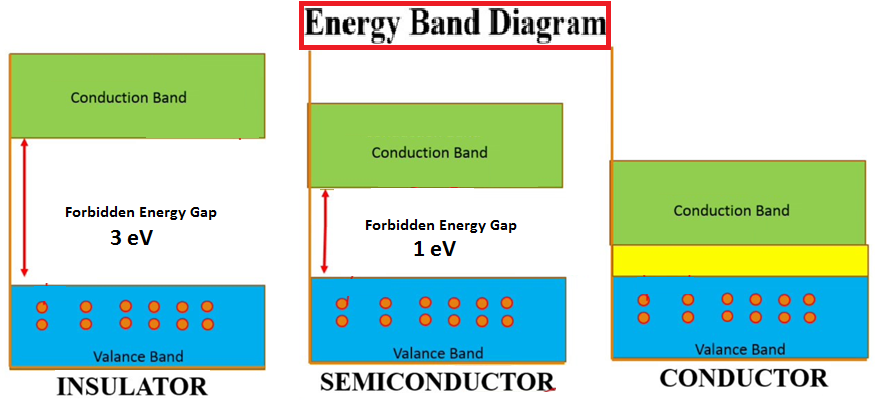 Energy Band Diagram
Conduction Band
Forbidden Energy Gap
3 eV
Valance Band
INSULATOR
Conduction Band
Forbidden Energy Gap
1 eV
Valance Band
SEMICONDUCTOR
Conduction Band
Valance Band
CONDUCTOR